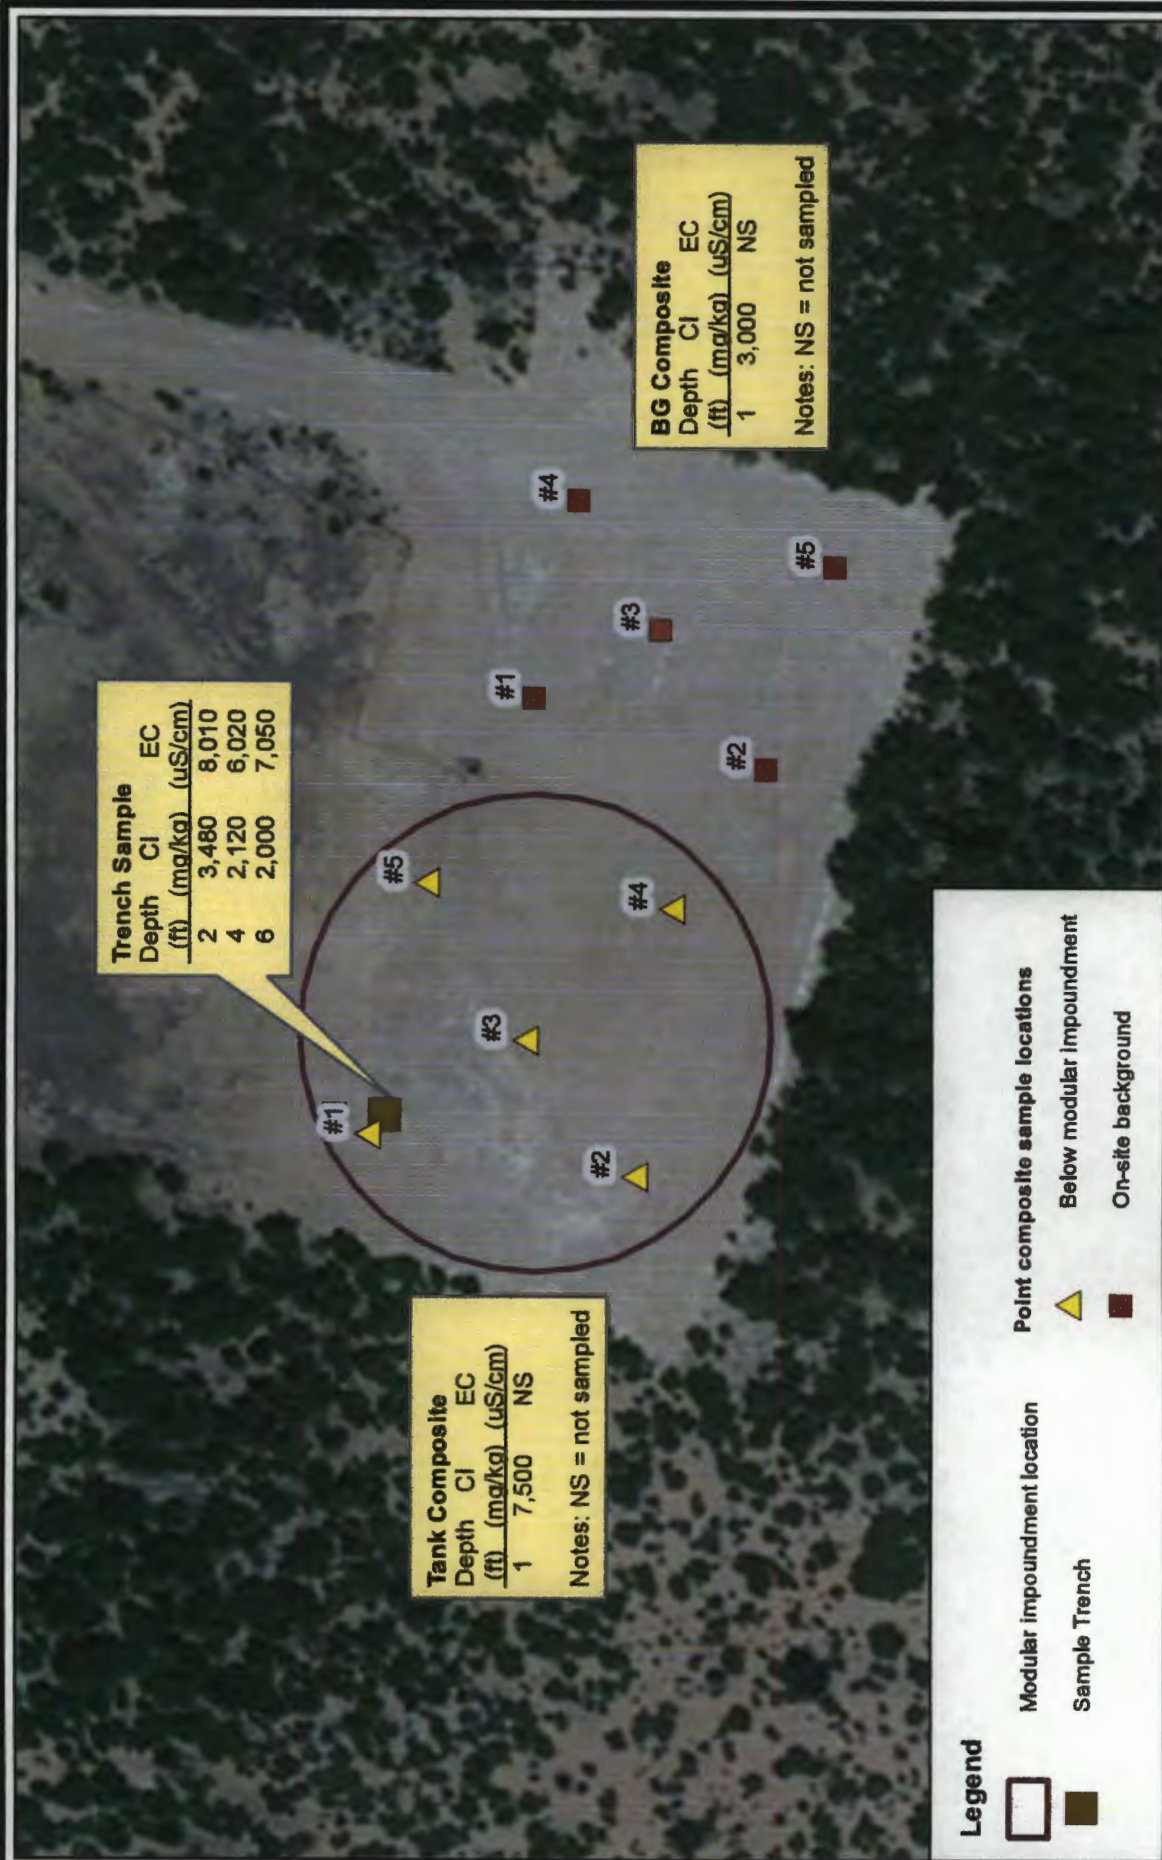 Trench Sample
Depth Cl EC
(ft) (mg/kg) (uS/cm)
2 3,480 8,010
4 2,120 6,020
6 2,000 7,050
Tank Composite
Depth Cl EC
(ft) (mg/kg) (uS/cm)
1 7,500 NS
Notes: NS = not sampled
BG Composite
Depth Cl EC
(ft) (mg/kg) (uS/cm)
1 3,000 NS
Notes: NS = not sampled
#1
#2
#3
#4
#5
#1
#2
#3
#4
#5
Legend
Modular impoundment location
Sample Trench
Point composite sample locations
Below modular impoundment
On-site background